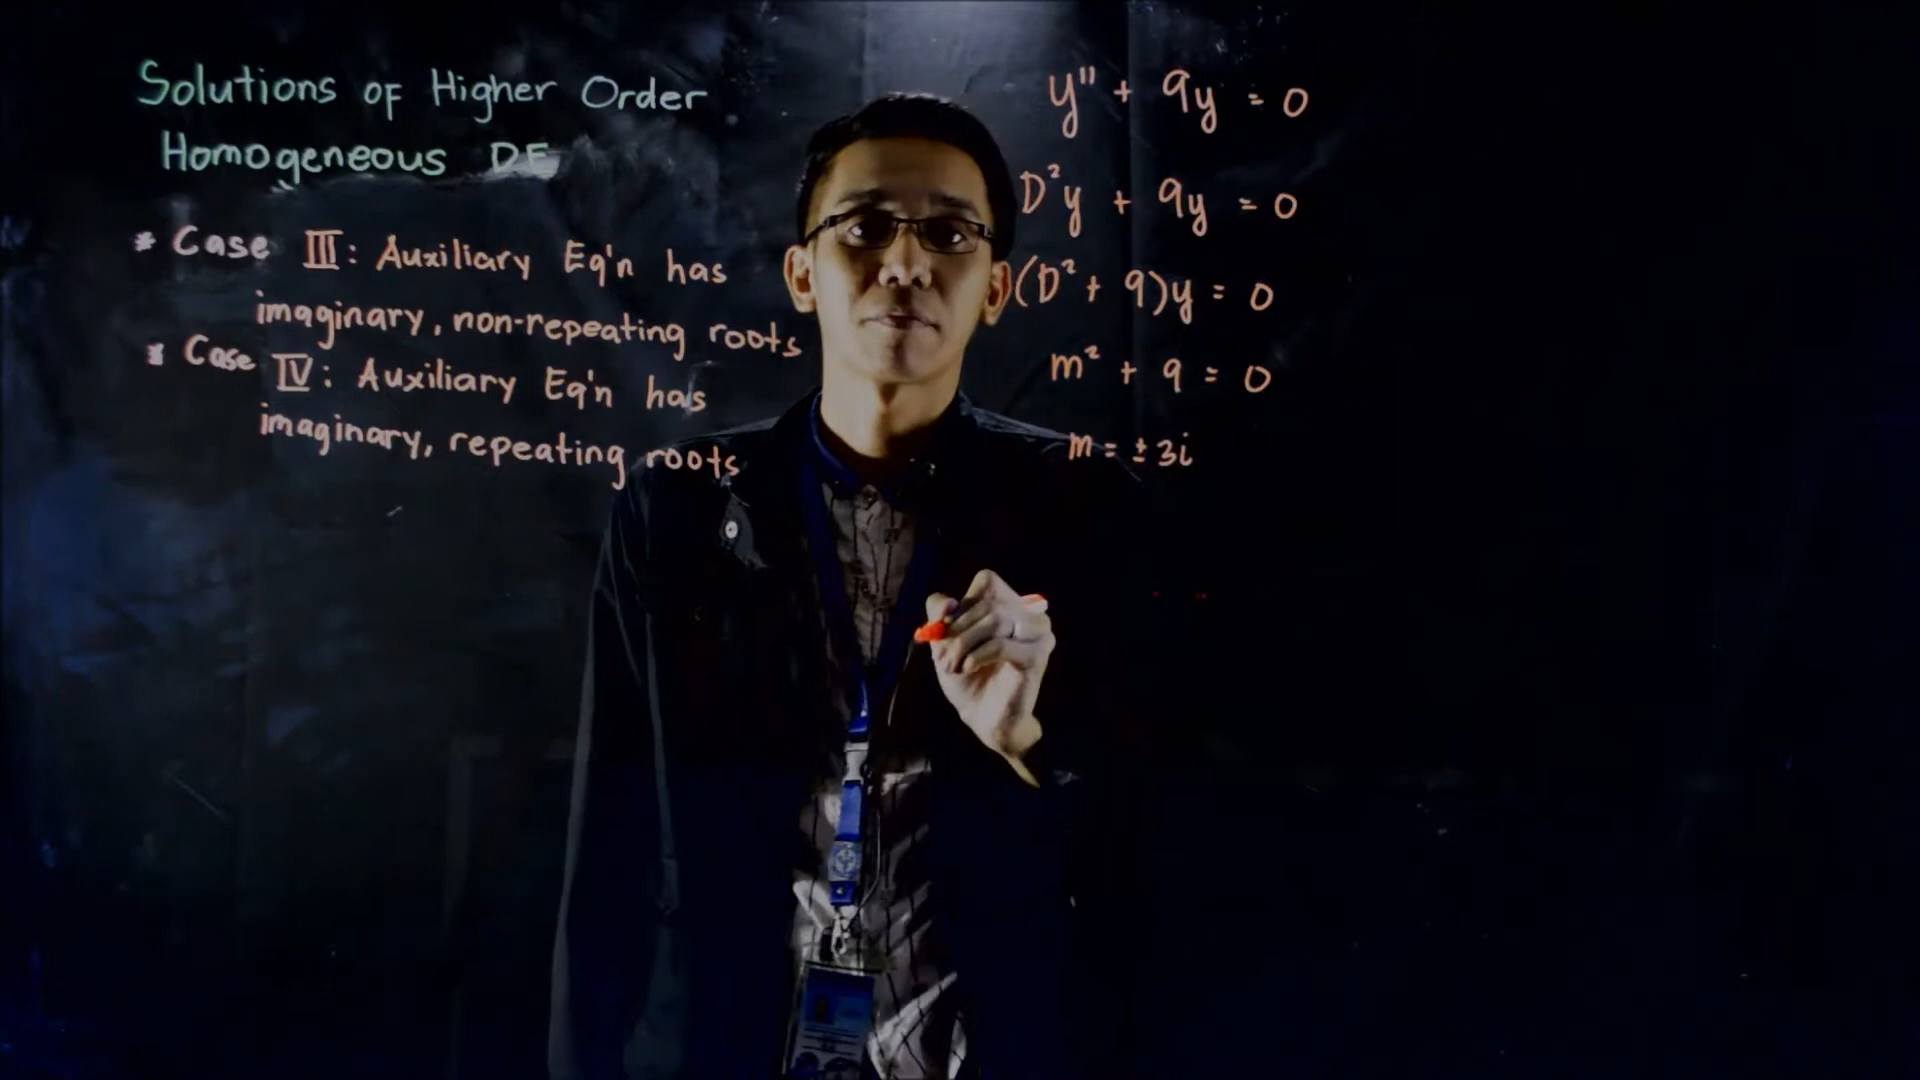 Solutions of Higher Order
Homogeneous DE
* Case III: Auxiliary Eq'n has
imaginary, non-repeating roots
* Case IV: Auxiliary Eq'n has
imaginary, repeating roots
y" + 9y = 0
D²y + 9y = 0
(D² + 9)y = 0
m² + 9 = 0
m = ± 3i